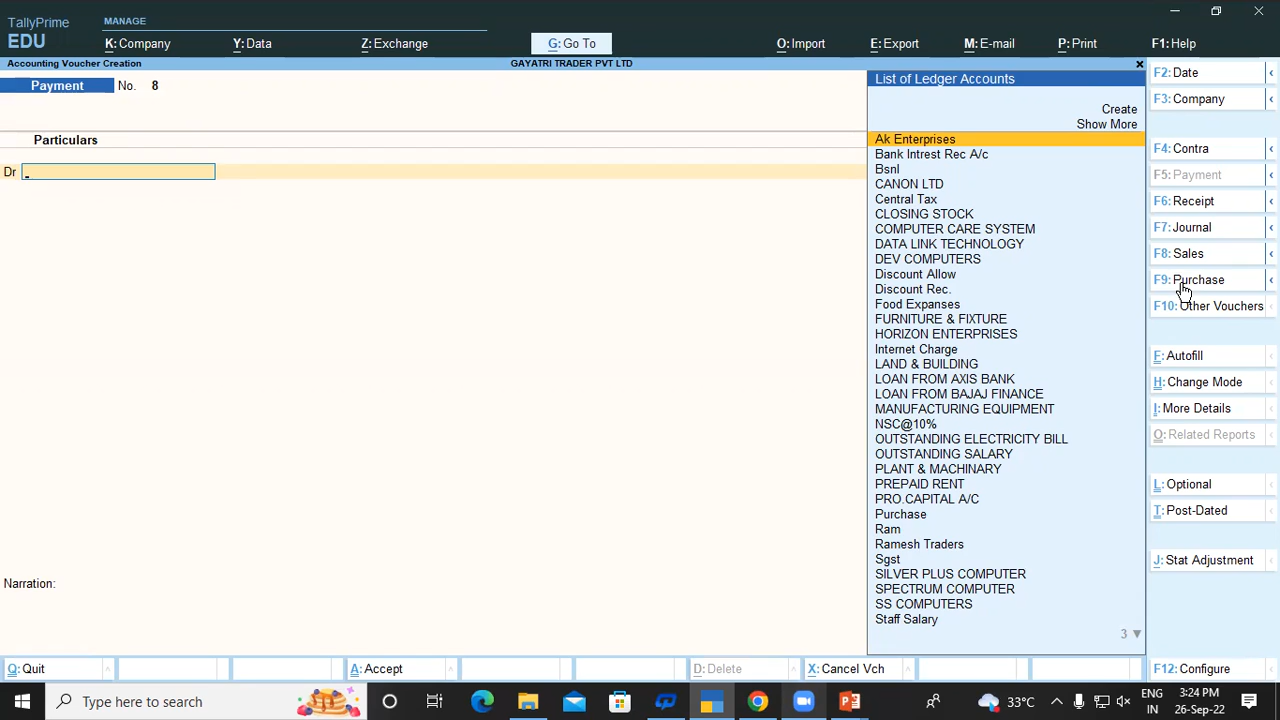 TallyPrime
EDU
MANAGE
K: Company
Y: Data
Z: Exchange
G: Go To
O: Import
E: Export
M: E-mail
P: Print
F1: Help
Accounting Voucher Creation
GAYATRI TRADER PVT LTD
Payment No. 8
Particulars
Dr
Narration:
List of Ledger Accounts
Create
Show More
Ak Enterprises
Bank Intrest Rec A/c
Bsnl
CANON LTD
Central Tax
CLOSING STOCK
COMPUTER CARE SYSTEM
DATA LINK TECHNOLOGY
DEV COMPUTERS
Discount Allow
Discount Rec.
Food Expanses
FURNITURE & FIXTURE
HORIZON ENTERPRISES
Internet Charge
LAND & BUILDING
LOAN FROM AXIS BANK
LOAN FROM BAJAJ FINANCE
MANUFACTURING EQUIPMENT
NSC@10%
OUTSTANDING ELECTRICITY BILL
OUTSTANDING SALARY
PLANT & MACHINARY
PREPAID RENT
PRO.CAPITAL A/C
Purchase
Ram
Ramesh Traders
Sgst
SILVER PLUS COMPUTER
SPECTRUM COMPUTER
SS COMPUTERS
Staff Salary
3
F2: Date
F3: Company
F4: Contra
F5: Payment
F6: Receipt
F7: Journal
F8: Sales
F9: Purchase
F10: Other Vouchers
F: Autofill
H: Change Mode
I: More Details
O: Related Reports
L: Optional
T: Post-Dated
J: Stat Adjustment
Q: Quit
A: Accept
D: Delete
X: Cancel Vch
F12: Configure
Type here to search
33°C
ENG
IN
3:24 PM
26-Sep-22